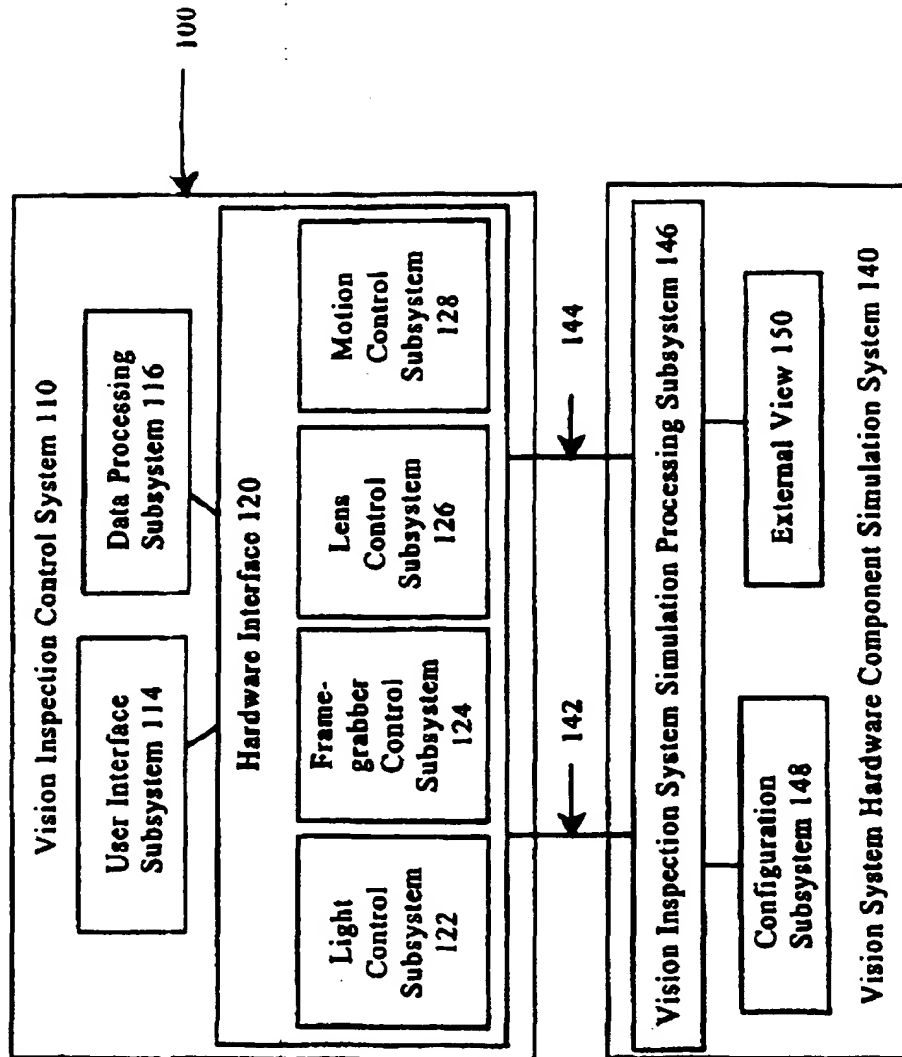 100
Vision Inspection Control System 110
User Interface
Subsystem 114
Data Processing
Subsystem 116
Hardware Interface 120
Light
Control
Subsystem
122
Frame-
grabber
Control
Subsystem
124
Lens
Control
Subsystem
126
Motion
Control
Subsystem
128
142
144
Vision Inspection System Simulation Processing Subsystem 146
Configuration
Subsystem 148
External View 150
Vision System Hardware Component Simulation System 140